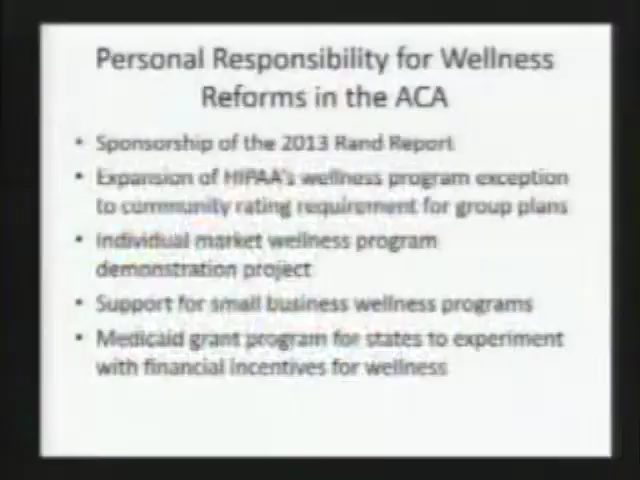 Personal Responsibility for Wellness
Reforms in the ACA
• Sponsorship of the 2013 Rand Report
• Expansion of HIPAA's wellness program exception
to community rating requirement for group plans
• Individual market wellness program
demonstration project
• Support for small business wellness programs
• Medicaid grant program for states to experiment
with financial incentives for wellness